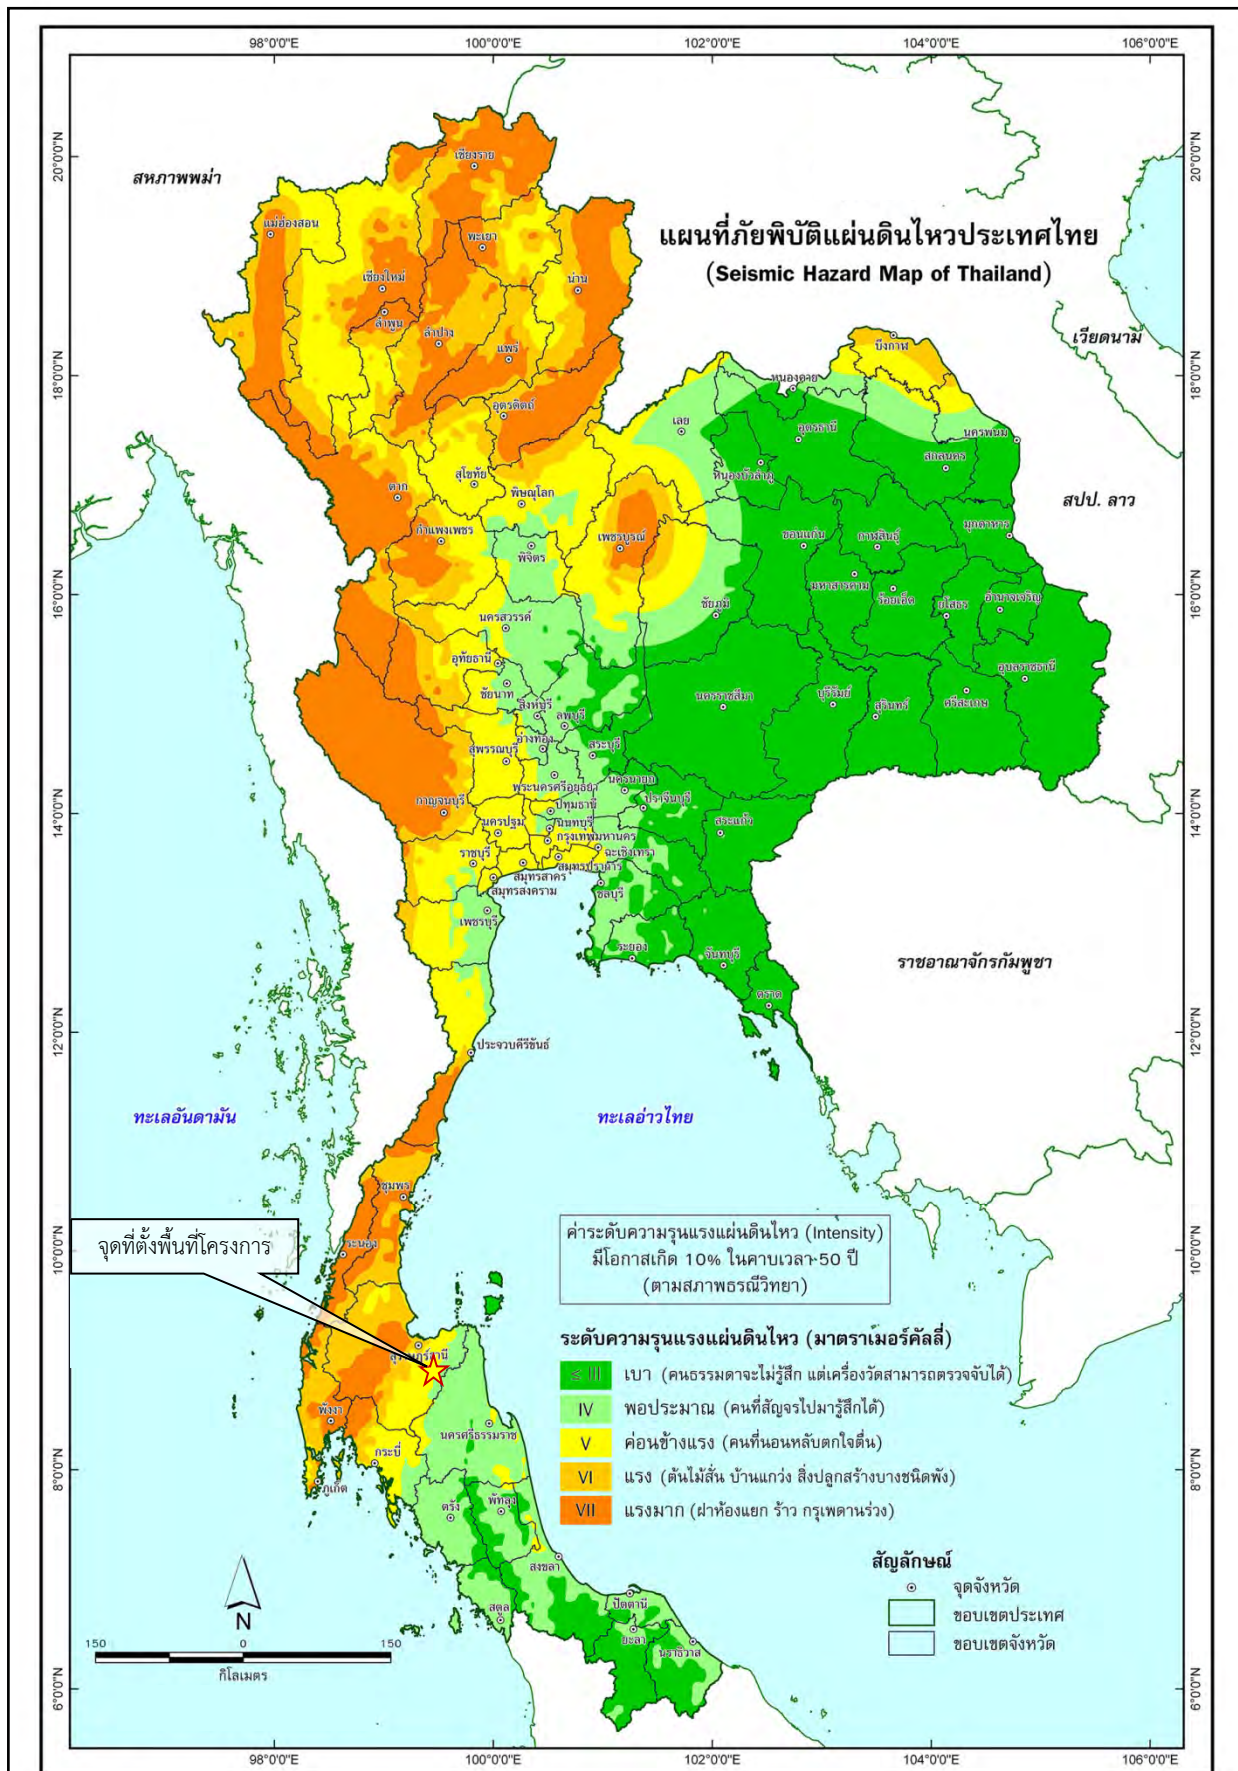 98°0'0"E 100°0'0"E 102°0'0"E 104°0'0"E 106°0'0"E
20°0'0"N
20°0'0"N
เชียงราย
สหภาพพม่า
แม่ฮ่องสอน
พะเยา
แผนที่ภัยพิบัติแผ่นดินไหวประเทศไทย
(Seismic Hazard Map of Thailand)
เชียงใหม่
น่าน
ลำพูน
ลำปาง
แพร่
บึงกาฬ
เวียดนาม
18°0'0"N
18°0'0"N
หนองคาย
อุตรดิตถ์
เลย
อุดรธานี
นครพนม
สกลนคร
หนองบัวลำภู
สุโขทัย
ตาก
พิษณุโลก
สปป. ลาว
กำแพงเพชร
เพชรบูรณ์
ขอนแก่น
กาฬสินธุ์
มุกดาหาร
พิจิตร
16°0'0"N
16°0'0"N
มหาสารคาม
ร้อยเอ็ด
ยโสธร
อำนาจเจริญ
ชัยภูมิ
นครสวรรค์
อุทัยธานี
อุบลราชธานี
ชัยนาท
นครราชสีมา
บุรีรัมย์
สุรินทร์
ศรีสะเกษ
สิงห์บุรี
ลพบุรี
อ่างทอง
สุพรรณบุรี
สระบุรี
พระนครศรีอยุธยา
นครนายก
กาญจนบุรี
ปทุมธานี
ปราจีนบุรี
14°0'0"N
14°0'0"N
นครปฐม
นนทบุรี
สระแก้ว
กรุงเทพมหานคร
ราชบุรี
ฉะเชิงเทรา
สมุทรปราการ
สมุทรสาคร
สมุทรสงคราม
ชลบุรี
เพชรบุรี
ระยอง
จันทบุรี
ราชอาณาจักรกัมพูชา
ตราด
12°0'0"N
12°0'0"N
ประจวบคีรีขันธ์
ทะเลอันดามัน
ทะเลอ่าวไทย
ชุมพร
จุดที่ตั้งพื้นที่โครงการ
ระนอง
10°0'0"N
10°0'0"N
ค่าระดับความรุนแรงแผ่นดินไหว (Intensity)
มีโอกาสเกิด 10% ในคาบเวลา 50 ปี
(ตามสภาพธรณีวิทยา)
ระดับความรุนแรงแผ่นดินไหว (มาตราเมอร์คัลลี่)
≤ III เบา (คนธรรมดาจะไม่รู้สึก แต่เครื่องวัดสามารถตรวจจับได้)
IV พอประมาณ (คนที่สัญจรไปมารู้สึกได้)
V ค่อนข้างแรง (คนที่นอนหลับตกใจตื่น)
VI แรง (ต้นไม้สั่น บ้านแกว่ง สิ่งปลูกสร้างบางชนิดพัง)
VII แรงมาก (ฝาห้องแยก ร้าว กรุเพดานร่วง)
พังงา
นครศรีธรรมราช
กระบี่
8°0'0"N
8°0'0"N
ภูเก็ต
ตรัง
พัทลุง
สงขลา
สตูล
ปัตตานี
ยะลา
นราธิวาส
สัญลักษณ์
จุดจังหวัด
ขอบเขตประเทศ
ขอบเขตจังหวัด
N
150 0 150
กิโลเมตร
6°0'0"N
6°0'0"N
98°0'0"E 100°0'0"E 102°0'0"E 104°0'0"E 106°0'0"E